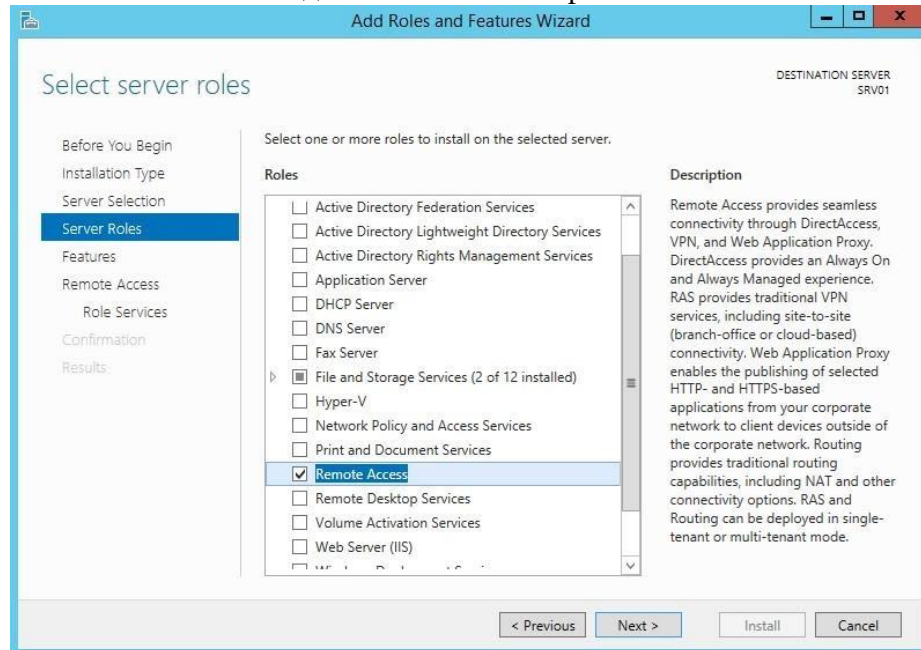 Add Roles and Features Wizard
Select server roles
DESTINATION SERVER
SRV01
Before You Begin
Installation Type
Server Selection
Server Roles
Features
Remote Access
Role Services
Confirmation
Results
Select one or more roles to install on the selected server.
Roles
Active Directory Federation Services
Active Directory Lightweight Directory Services
Active Directory Rights Management Services
Application Server
DHCP Server
DNS Server
Fax Server
File and Storage Services (2 of 12 installed)
Hyper-V
Network Policy and Access Services
Print and Document Services
Remote Access
Remote Desktop Services
Volume Activation Services
Web Server (IIS)
Description
Remote Access provides seamless
connectivity through DirectAccess,
VPN, and Web Application Proxy.
DirectAccess provides an Always On
and Always Managed experience.
RAS provides traditional VPN
services, including site-to-site
(branch-office or cloud-based)
connectivity. Web Application Proxy
enables the publishing of selected
HTTP- and HTTPS-based
applications from your corporate
network to client devices outside of
the corporate network. Routing
provides traditional routing
capabilities, including NAT and other
connectivity options. RAS and
Routing can be deployed in single-
tenant or multi-tenant mode.
< Previous
Next >
Install
Cancel